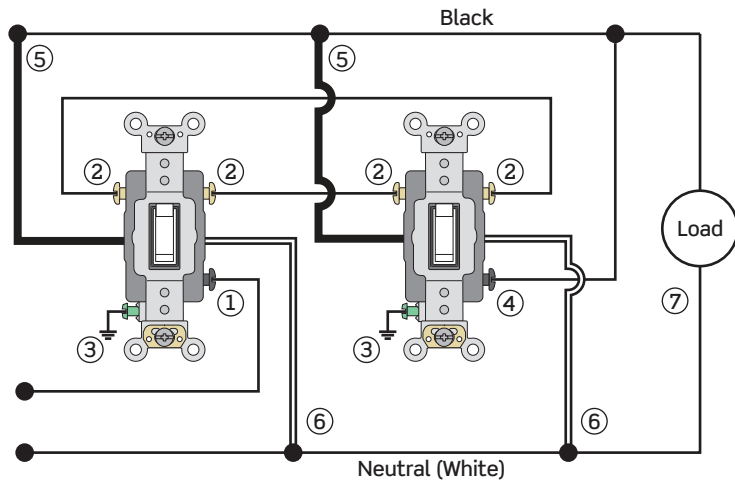 Black
⑤ ⑤
② ② ② ②
Load
① ④ ⑦
③ ③
⑥ ⑥
Neutral (White)